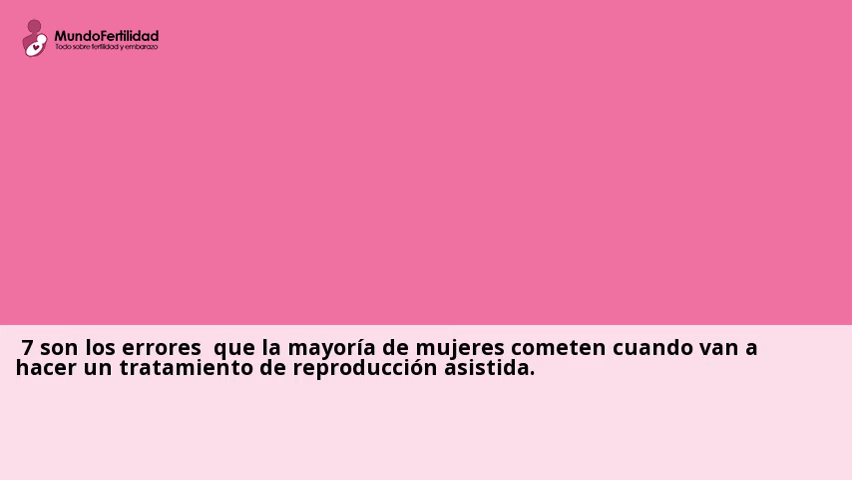 MundoFertilidad
Todo sobre fertilidad y embarazo
7 son los errores que la mayoría de mujeres cometen cuando van a
hacer un tratamiento de reproducción asistida.